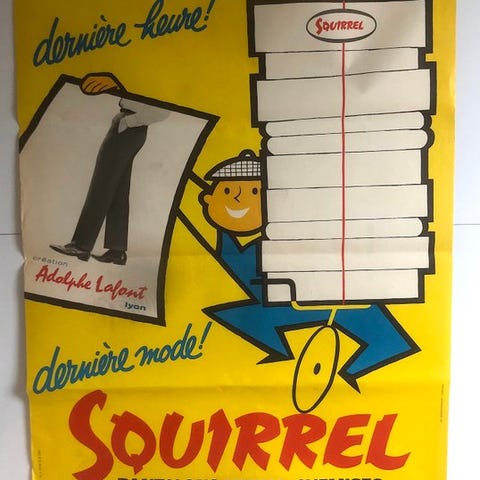 dernière heure!
SQUIRREL
création
Adolphe Lafont
lyon
dernière mode!
SQUIRREL